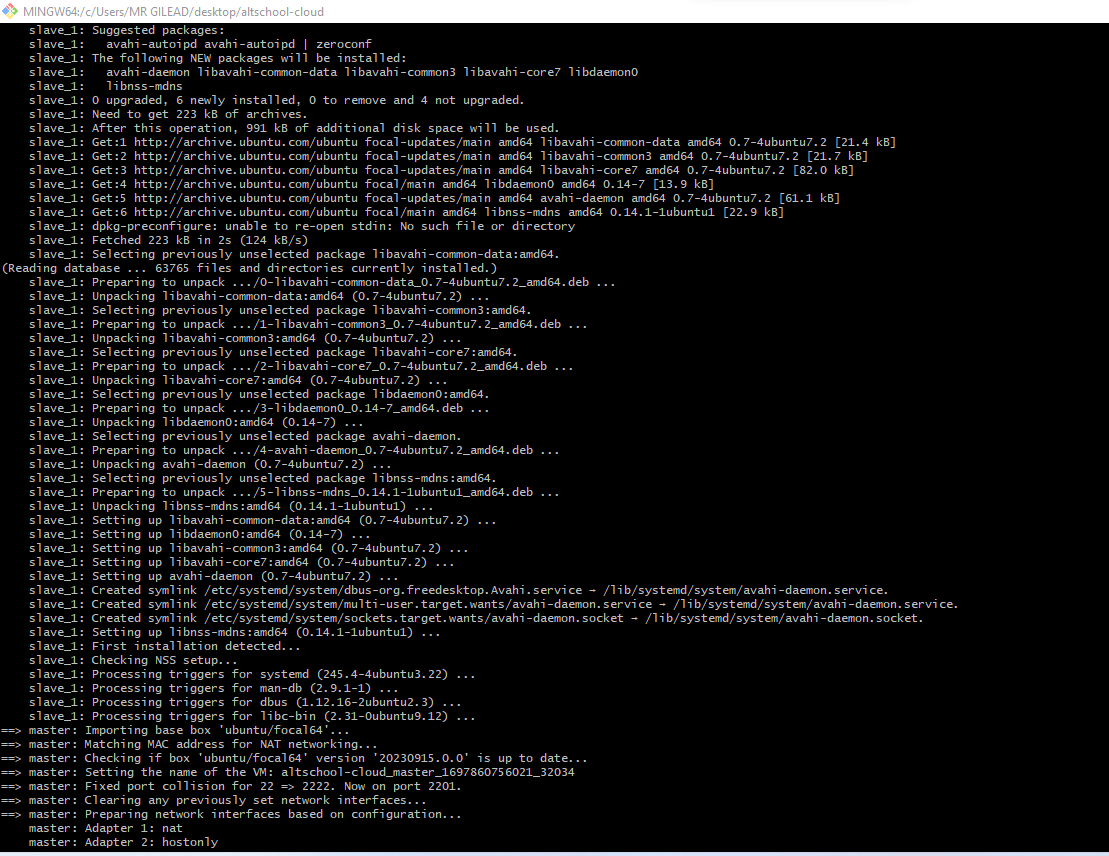 MINGW64:/c/Users/MR GILEAD/desktop/altschool-cloud
slave_1: Suggested packages:
slave_1:   avahi-autoipd avahi-autoipd | zeroconf
slave_1: The following NEW packages will be installed:
slave_1:   avahi-daemon libavahi-common-data libavahi-common3 libavahi-core7 libdaemon0
slave_1:   libnss-mdns
slave_1: 0 upgraded, 6 newly installed, 0 to remove and 4 not upgraded.
slave_1: Need to get 223 kB of archives.
slave_1: After this operation, 991 kB of additional disk space will be used.
slave_1: Get:1 http://archive.ubuntu.com/ubuntu focal-updates/main amd64 libavahi-common-data amd64 0.7-4ubuntu7.2 [21.4 kB]
slave_1: Get:2 http://archive.ubuntu.com/ubuntu focal-updates/main amd64 libavahi-common3 amd64 0.7-4ubuntu7.2 [21.7 kB]
slave_1: Get:3 http://archive.ubuntu.com/ubuntu focal-updates/main amd64 libavahi-core7 amd64 0.7-4ubuntu7.2 [82.0 kB]
slave_1: Get:4 http://archive.ubuntu.com/ubuntu focal/main amd64 libdaemon0 amd64 0.14-7 [13.9 kB]
slave_1: Get:5 http://archive.ubuntu.com/ubuntu focal-updates/main amd64 avahi-daemon amd64 0.7-4ubuntu7.2 [61.1 kB]
slave_1: Get:6 http://archive.ubuntu.com/ubuntu focal/main amd64 libnss-mdns amd64 0.14.1-1ubuntu1 [22.9 kB]
slave_1: dpkg-preconfigure: unable to re-open stdin: No such file or directory
slave_1: Fetched 223 kB in 2s (124 kB/s)
slave_1: Selecting previously unselected package libavahi-common-data:amd64.
(Reading database ... 63765 files and directories currently installed.)
slave_1: Preparing to unpack .../0-libavahi-common-data_0.7-4ubuntu7.2_amd64.deb ...
slave_1: Unpacking libavahi-common-data:amd64 (0.7-4ubuntu7.2) ...
slave_1: Selecting previously unselected package libavahi-common3:amd64.
slave_1: Preparing to unpack .../1-libavahi-common3_0.7-4ubuntu7.2_amd64.deb ...
slave_1: Unpacking libavahi-common3:amd64 (0.7-4ubuntu7.2) ...
slave_1: Selecting previously unselected package libavahi-core7:amd64.
slave_1: Preparing to unpack .../2-libavahi-core7_0.7-4ubuntu7.2_amd64.deb ...
slave_1: Unpacking libavahi-core7:amd64 (0.7-4ubuntu7.2) ...
slave_1: Selecting previously unselected package libdaemon0:amd64.
slave_1: Preparing to unpack .../3-libdaemon0_0.14-7_amd64.deb ...
slave_1: Unpacking libdaemon0:amd64 (0.14-7) ...
slave_1: Selecting previously unselected package avahi-daemon.
slave_1: Preparing to unpack .../4-avahi-daemon_0.7-4ubuntu7.2_amd64.deb ...
slave_1: Unpacking avahi-daemon (0.7-4ubuntu7.2) ...
slave_1: Selecting previously unselected package libnss-mdns:amd64.
slave_1: Preparing to unpack .../5-libnss-mdns_0.14.1-1ubuntu1_amd64.deb ...
slave_1: Unpacking libnss-mdns:amd64 (0.14.1-1ubuntu1) ...
slave_1: Setting up libavahi-common-data:amd64 (0.7-4ubuntu7.2) ...
slave_1: Setting up libdaemon0:amd64 (0.14-7) ...
slave_1: Setting up libavahi-common3:amd64 (0.7-4ubuntu7.2) ...
slave_1: Setting up libavahi-core7:amd64 (0.7-4ubuntu7.2) ...
slave_1: Setting up avahi-daemon (0.7-4ubuntu7.2) ...
slave_1: Created symlink /etc/systemd/system/dbus-org.freedesktop.Avahi.service → /lib/systemd/system/avahi-daemon.service.
slave_1: Created symlink /etc/systemd/system/multi-user.target.wants/avahi-daemon.service → /lib/systemd/system/avahi-daemon.service.
slave_1: Created symlink /etc/systemd/system/sockets.target.wants/avahi-daemon.socket → /lib/systemd/system/avahi-daemon.socket.
slave_1: Setting up libnss-mdns:amd64 (0.14.1-1ubuntu1) ...
slave_1: First installation detected...
slave_1: Checking NSS setup...
slave_1: Processing triggers for systemd (245.4-4ubuntu3.22) ...
slave_1: Processing triggers for man-db (2.9.1-1) ...
slave_1: Processing triggers for dbus (1.12.16-2ubuntu2.3) ...
slave_1: Processing triggers for libc-bin (2.31-0ubuntu9.12) ...
==> master: Importing base box 'ubuntu/focal64'...
==> master: Matching MAC address for NAT networking...
==> master: Checking if box 'ubuntu/focal64' version '20230915.0.0' is up to date...
==> master: Setting the name of the VM: altschool-cloud_master_1697860756021_32034
==> master: Fixed port collision for 22 => 2222. Now on port 2201.
==> master: Clearing any previously set network interfaces...
==> master: Preparing network interfaces based on configuration...
master: Adapter 1: nat
master: Adapter 2: hostonly